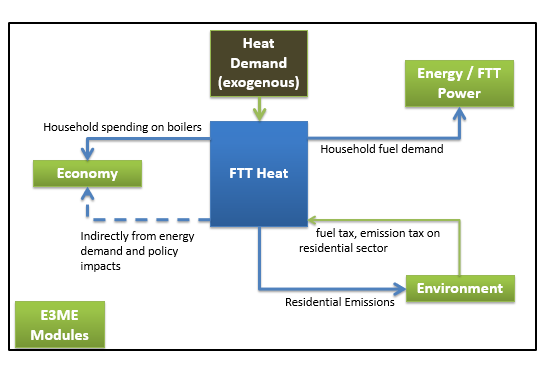 Heat
Demand
(exogenous)
Energy / FTT
Power
Household spending on boilers
Household fuel demand
Economy
FTT Heat
Indirectly from energy
demand and policy
impacts
fuel tax, emission tax on
residential sector
Environment
Residential Emissions
E3ME
Modules